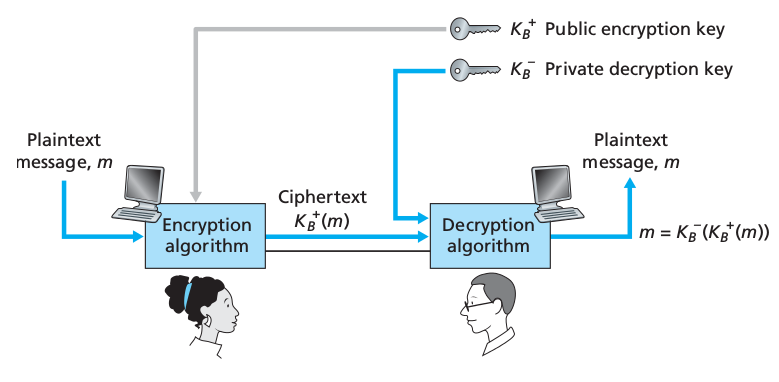 K_B^+ Public encryption key
K_B^- Private decryption key
Plaintext
message, m
Plaintext
message, m
Ciphertext
K_B^+(m)
Encryption
algorithm
Decryption
algorithm
m = K_B^-(K_B^+(m))